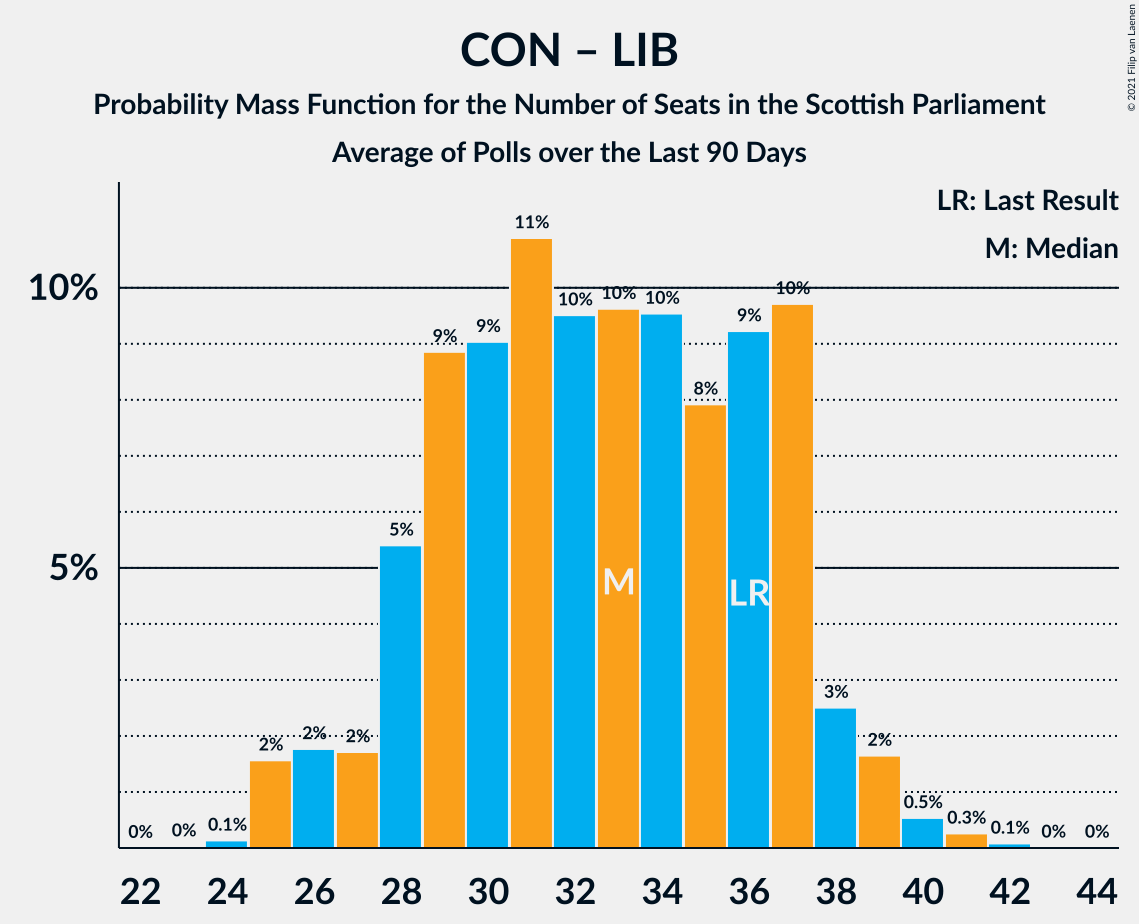 © 2021 Filip van Laenen
CON – LIB
Probability Mass Function for the Number of Seats in the Scottish Parliament
Average of Polls over the Last 90 Days
LR: Last Result
M: Median
10%
5%
0% 0% 0.1% 2% 2% 2% 5% 9% 9% 11% 10% 10% 10% 8% 9% 10% 3% 2% 0.5% 0.3% 0.1% 0% 0%
M LR
22 24 26 28 30 32 34 36 38 40 42 44